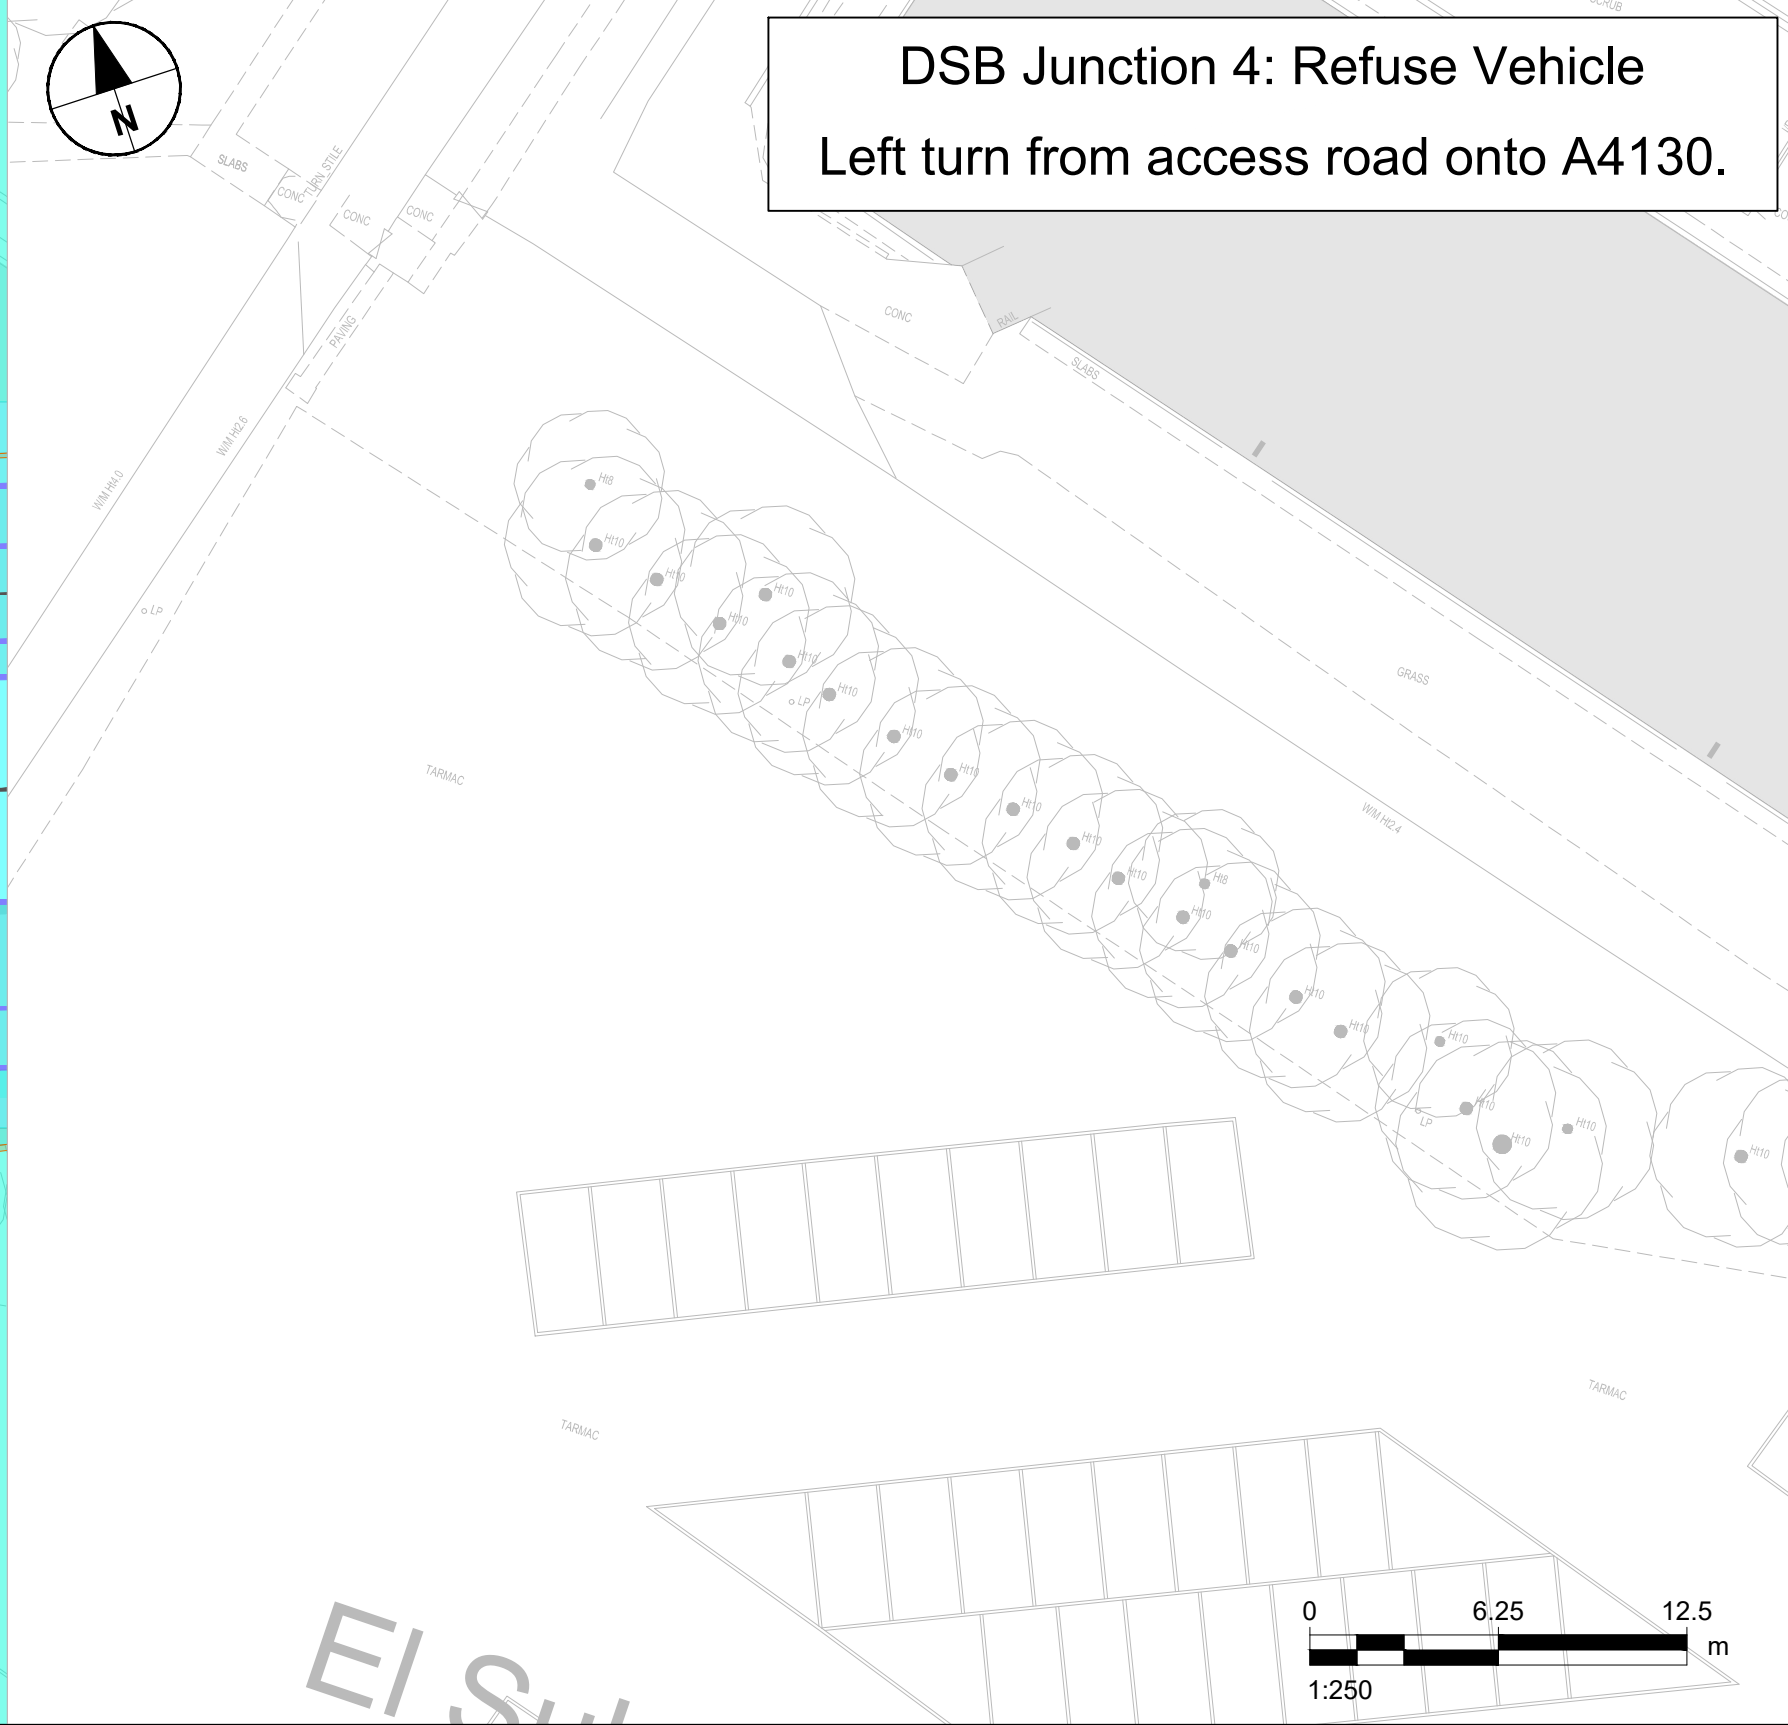 SCRUB
DSB Junction 4: Refuse Vehicle
Left turn from access road onto A4130.
N
SLABS
TURN STILE
CONC
CONC
CONC
CONC
RAIL
PAVING
SLABS
W/M Ht2.6
W/M Ht4.0
Ht8
Ht10
Ht10
Ht10
Ht10
LP
Ht10
GRASS
Ht10
LP
Ht10
TARMAC
Ht10
Ht10
W/M Ht2.4
Ht10
Ht10
Ht8
Ht10
Ht10
Ht10
Ht10
Ht10
Ht10
LP
Ht10
Ht10
Ht10
TARMAC
TARMAC
El Su
0 6.25 12.5
m
1:250